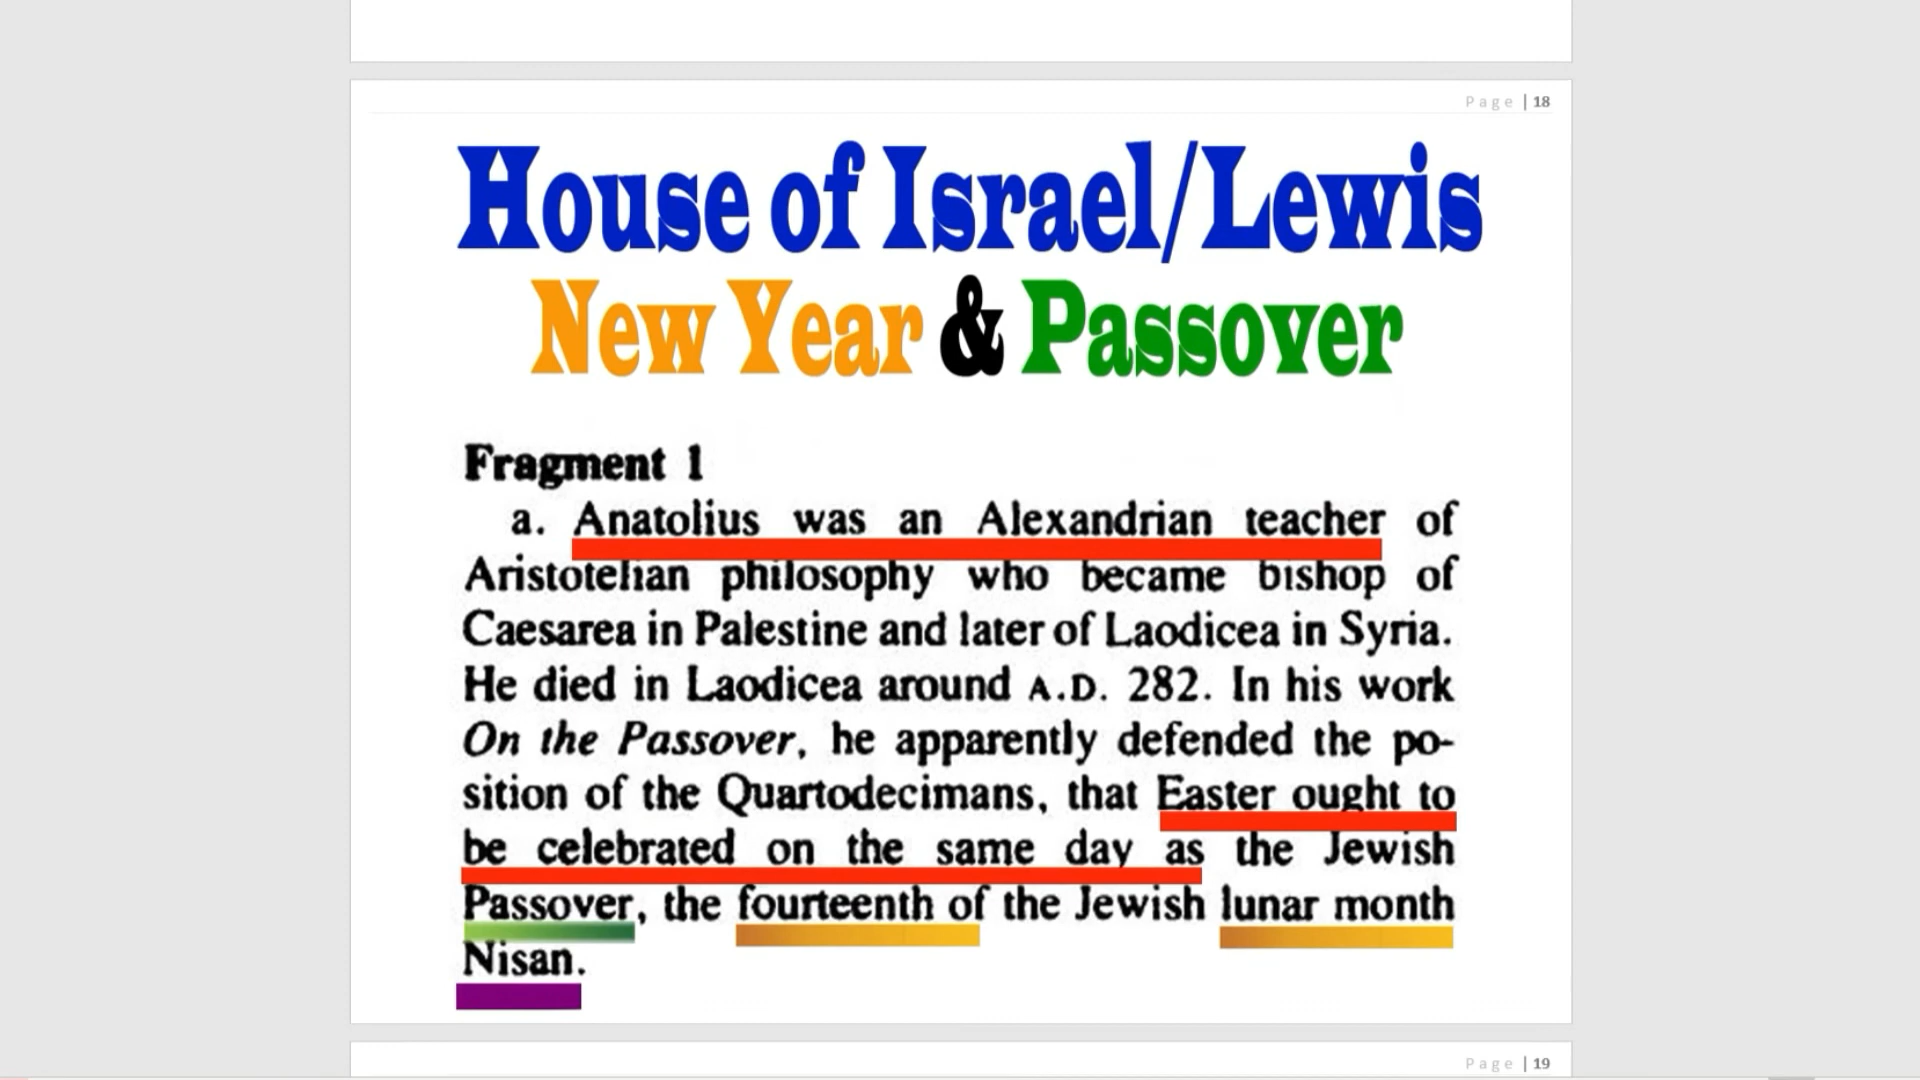 Page | 18
House of Israel/Lewis
New Year & Passover
Fragment 1
a. Anatolius was an Alexandrian teacher of
Aristotelian philosophy who became bishop of
Caesarea in Palestine and later of Laodicea in Syria.
He died in Laodicea around A.D. 282. In his work
On the Passover, he apparently defended the po-
sition of the Quartodecimans, that Easter ought to
be celebrated on the same day as the Jewish
Passover, the fourteenth of the Jewish lunar month
Nisan.
Page | 19